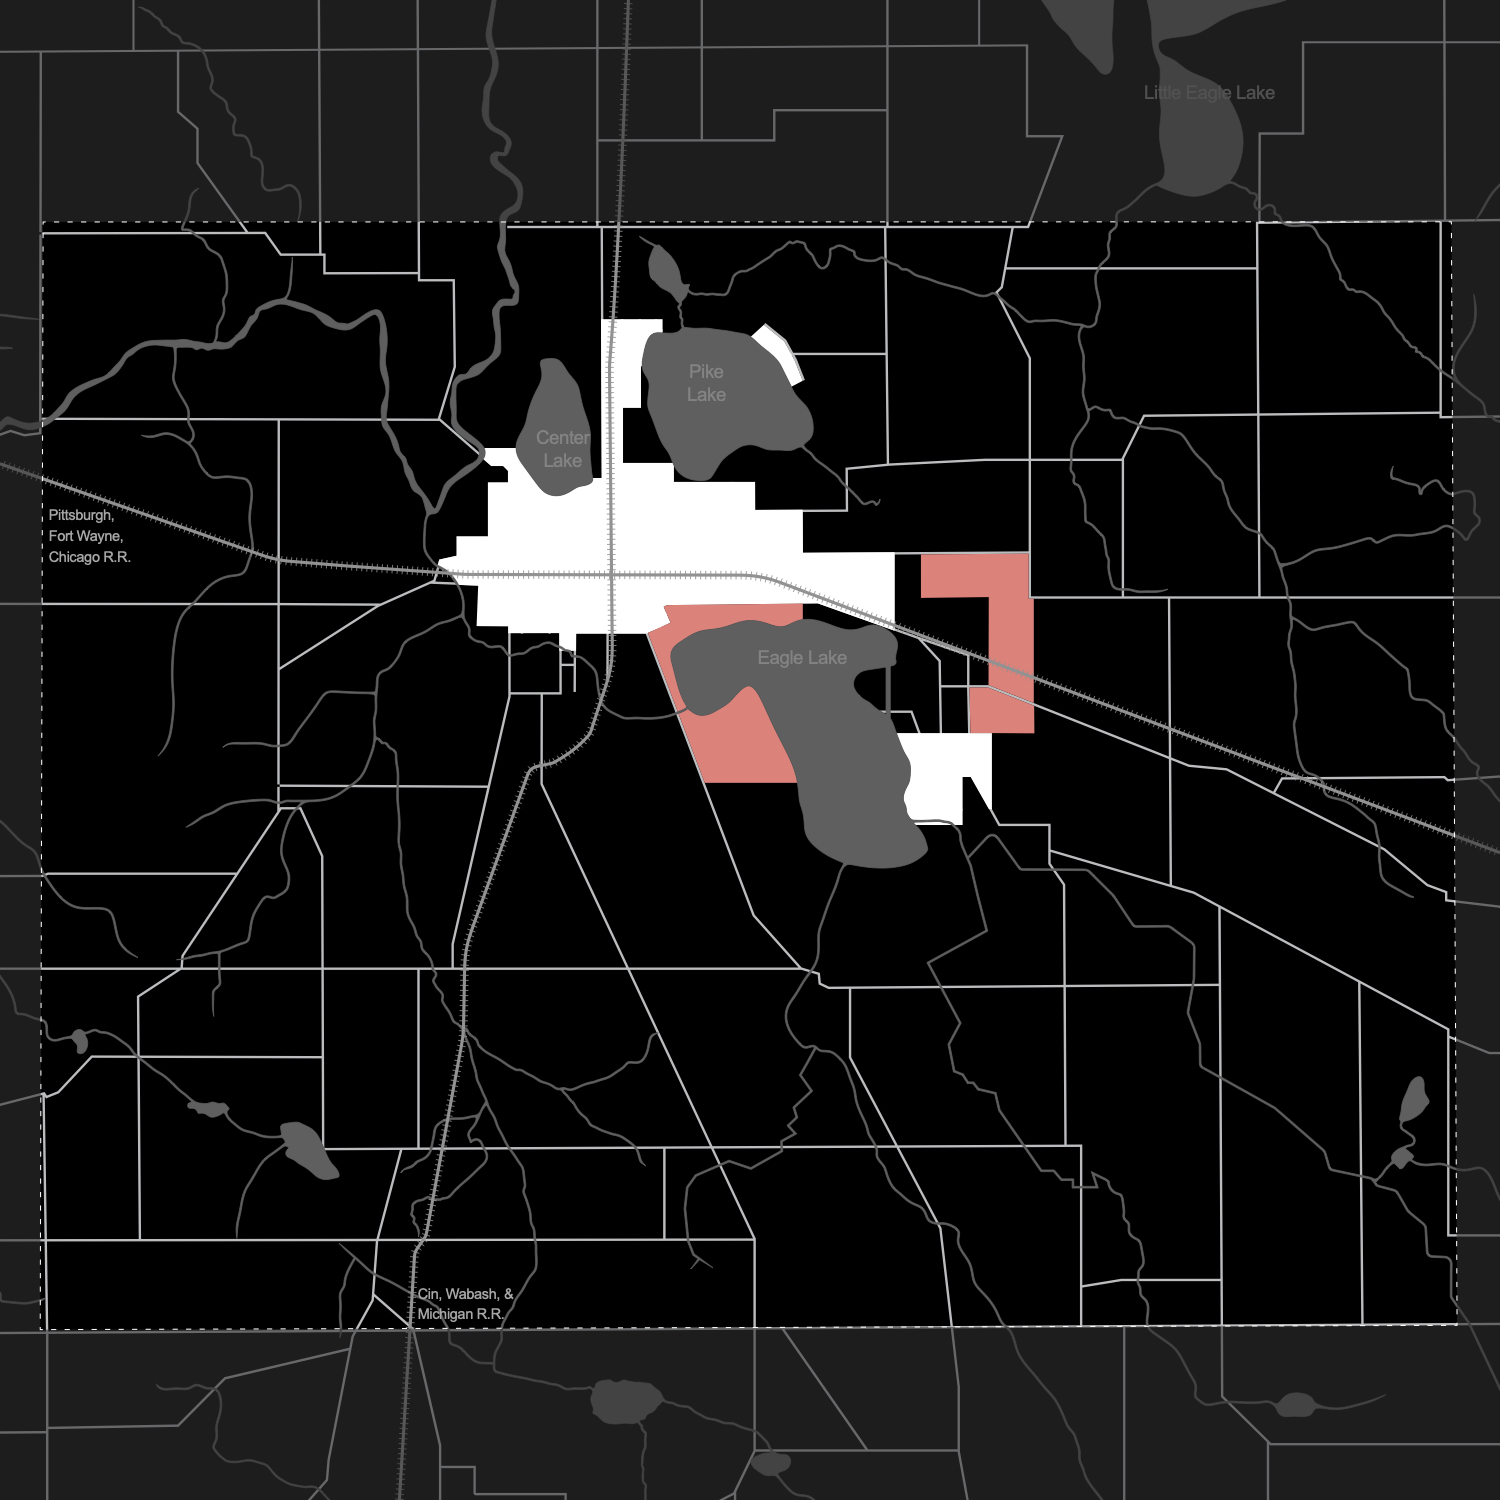 Little Eagle Lake
Pike
Lake
Center
Lake
Pittsburgh,
Fort Wayne,
Chicago R.R.
Eagle Lake
Cin, Wabash, &
Michigan R.R.